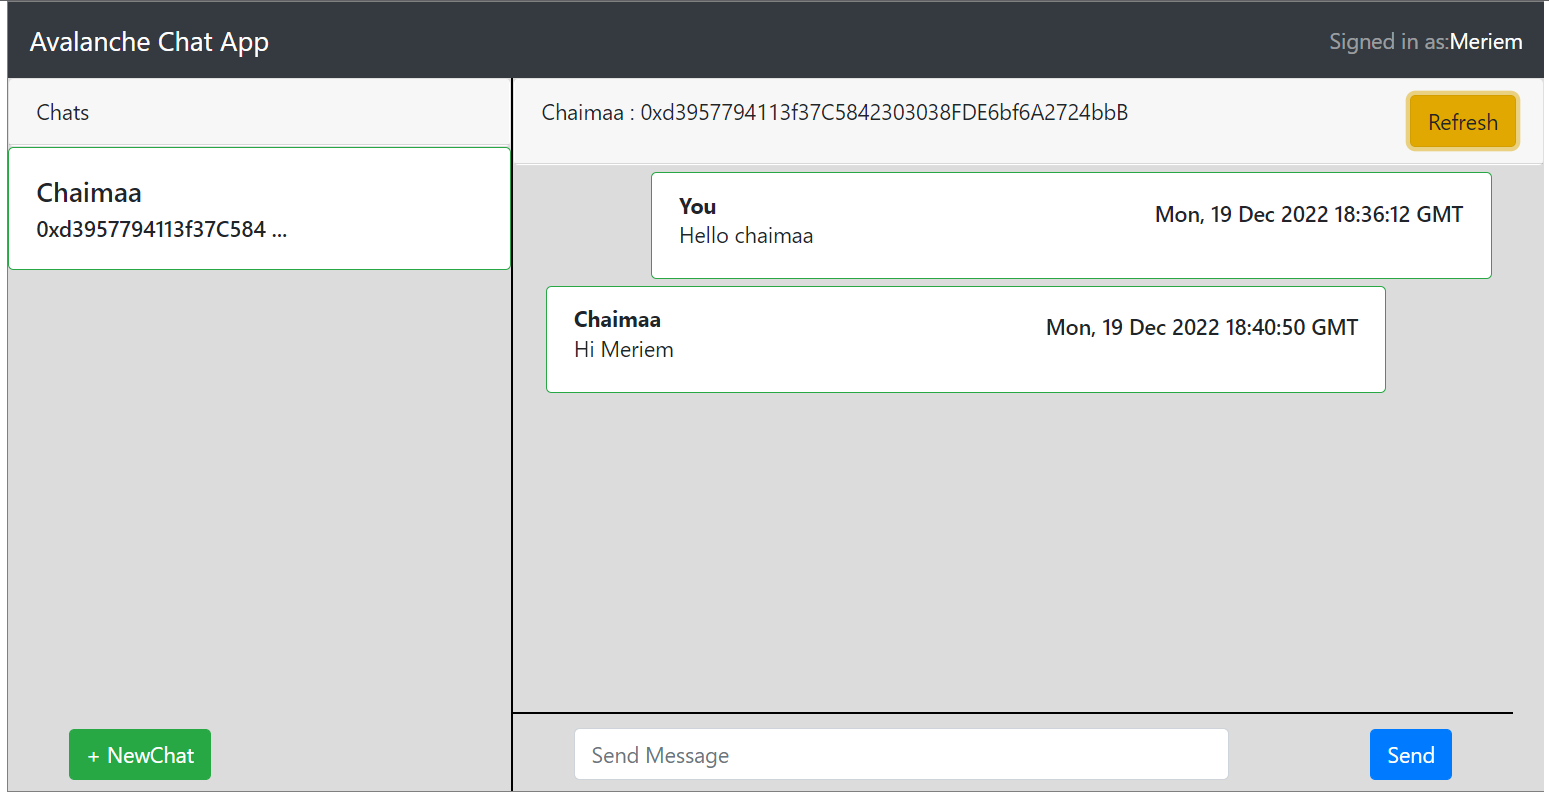 Avalanche Chat App
Signed in as:Meriem
Chats
Chaimaa
0xd3957794113f37C584 ...
+ NewChat
Chaimaa : 0xd3957794113f37C5842303038FDE6bf6A2724bbB
Refresh
You
Mon, 19 Dec 2022 18:36:12 GMT
Hello chaimaa
Chaimaa
Mon, 19 Dec 2022 18:40:50 GMT
Hi Meriem
Send Message
Send